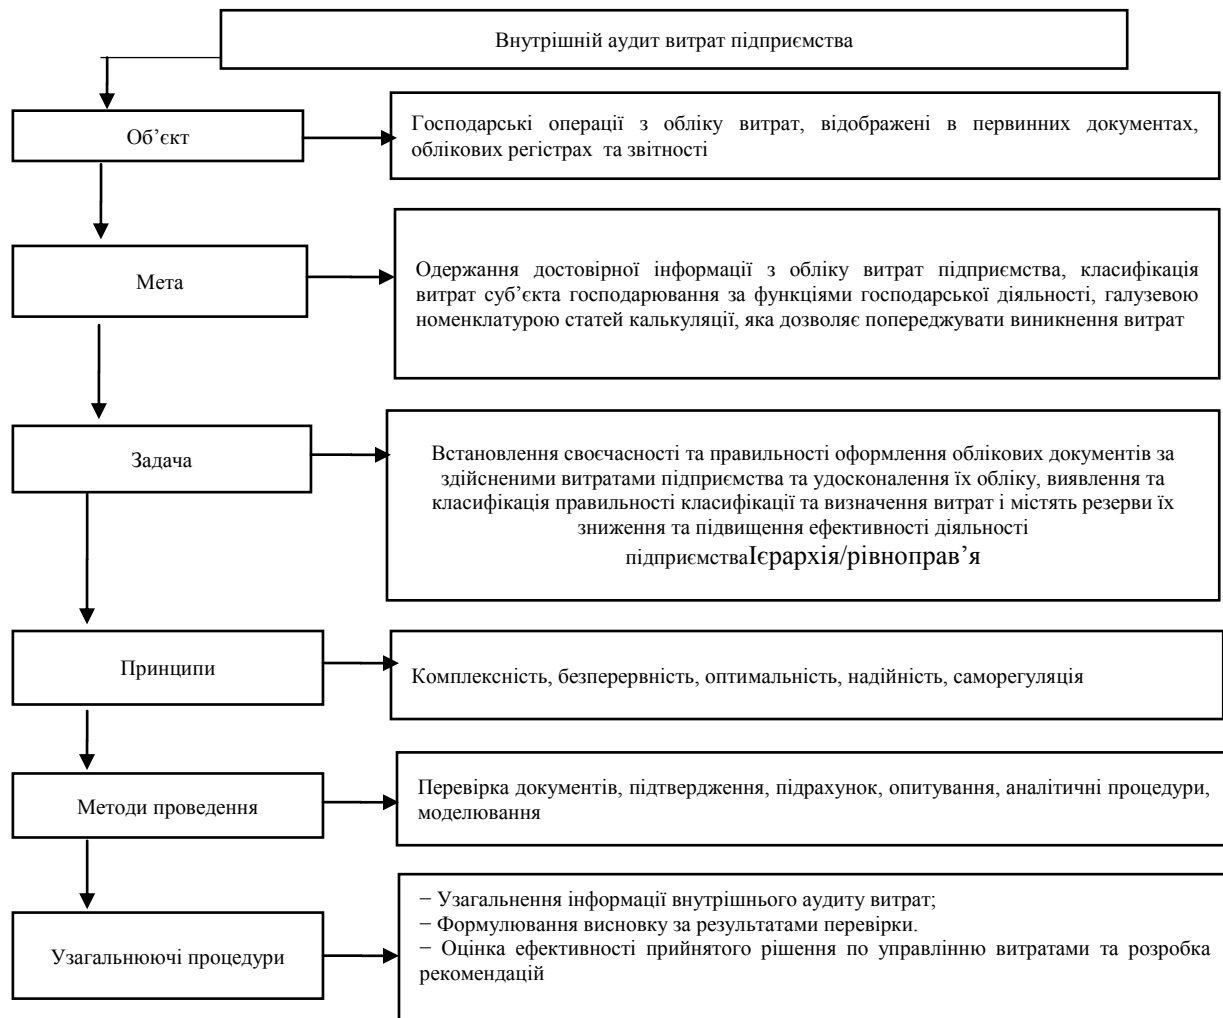 Внутрішній аудит витрат підприємства
Об’єкт
Господарські операції з обліку витрат, відображені в первинних документах,
облікових регістрах та звітності
Мета
Одержання достовірної інформації з обліку витрат підприємства, класифікація
витрат суб’єкта господарювання за функціями господарської діяльності, галузевою
номенклатурою статей калькуляції, яка дозволяє попереджувати виникнення витрат
Задача
Встановлення своєчасності та правильності оформлення облікових документів за
здійсненими витратами підприємства та удосконалення їх обліку, виявлення та
класифікація правильності класифікації та визначення витрат і містять резерви їх
зниження та підвищення ефективності діяльності
підприємстваІєрархія/рівноправ’я
Принципи
Комплексність, безперервність, оптимальність, надійність, саморегуляція
Методи проведення
Перевірка документів, підтвердження, підрахунок, опитування, аналітичні процедури,
моделювання
Узагальнюючі процедури
− Узагальнення інформації внутрішнього аудиту витрат;
− Формулювання висновку за результатами перевірки.
− Оцінка ефективності прийнятого рішення по управлінню витратами та розробка
рекомендацій